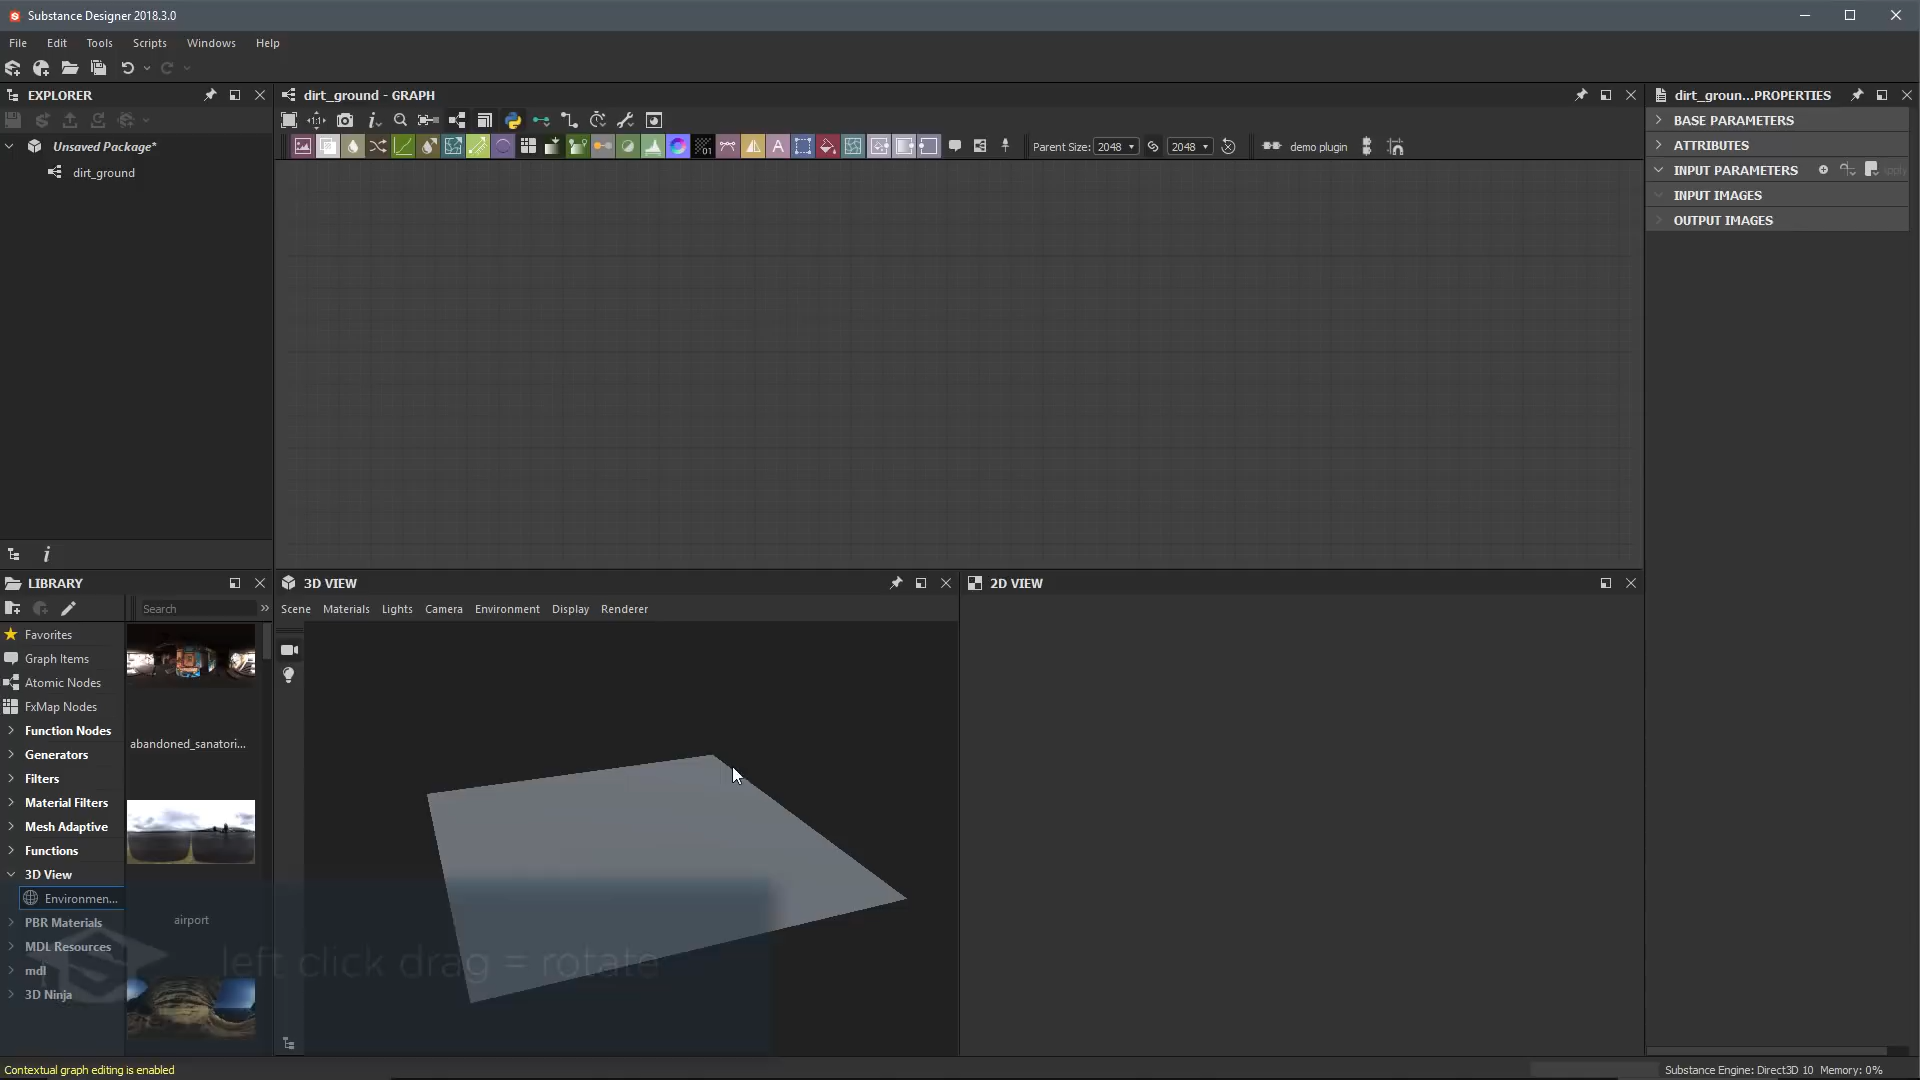 Substance Designer 2018.3.0
File Edit Tools Scripts Windows Help
EXPLORER
Unsaved Package*
dirt_ground
dirt_ground - GRAPH
Parent Size: 2048 2048 demo plugin
dirt_groun...PROPERTIES
BASE PARAMETERS
ATTRIBUTES
INPUT PARAMETERS
INPUT IMAGES
OUTPUT IMAGES
LIBRARY
Search
Favorites
Graph Items
Atomic Nodes
FxMap Nodes
Function Nodes
Generators
Filters
Material Filters
Mesh Adaptive
Functions
3D View
Environmen...
PBR Materials
MDL Resources
mdl
3D Ninja
abandoned_sanatori...
airport
3D VIEW
Scene Materials Lights Camera Environment Display Renderer
left click drag = rotate
2D VIEW
Contextual graph editing is enabled
Substance Engine: Direct3D 10 Memory: 0%